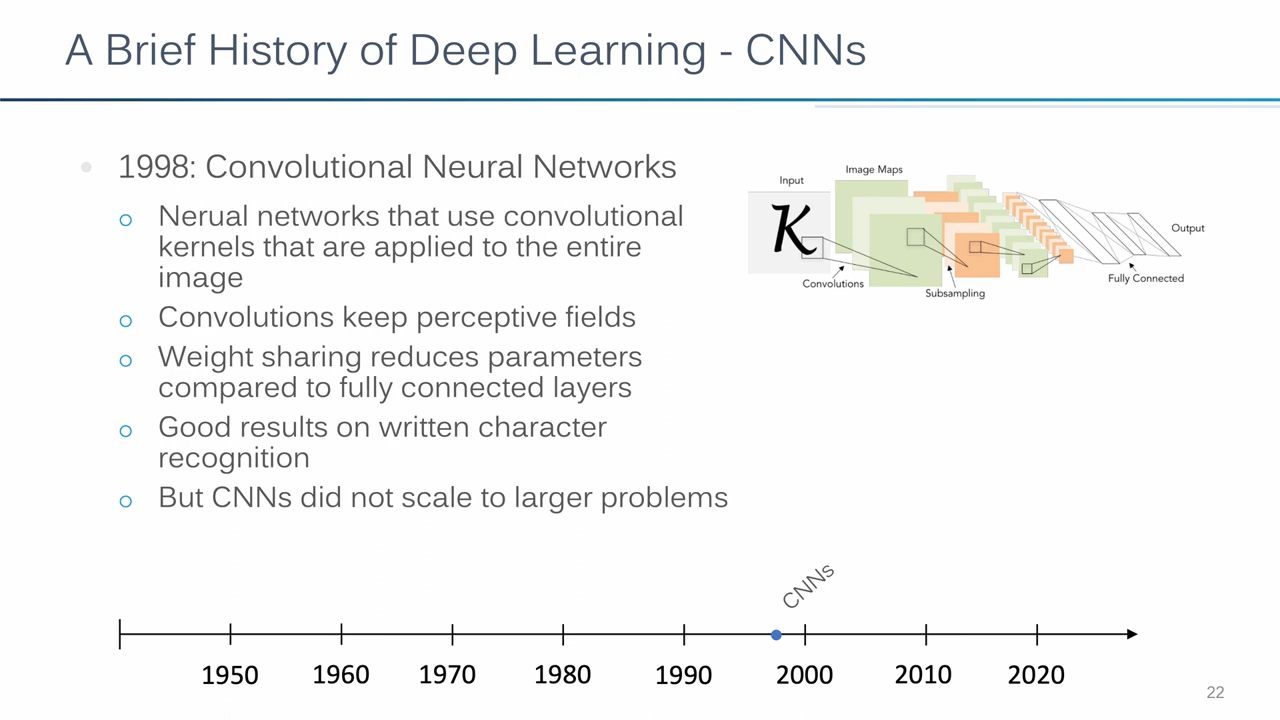 A Brief History of Deep Learning - CNNs
• 1998: Convolutional Neural Networks
o Nerual networks that use convolutional
kernels that are applied to the entire
image
o Convolutions keep perceptive fields
o Weight sharing reduces parameters
compared to fully connected layers
o Good results on written character
recognition
o But CNNs did not scale to larger problems
Image Maps
Input
K
Output
Convolutions
Subsampling
Fully Connected
CNNs
1950 1960 1970 1980 1990 2000 2010 2020
22